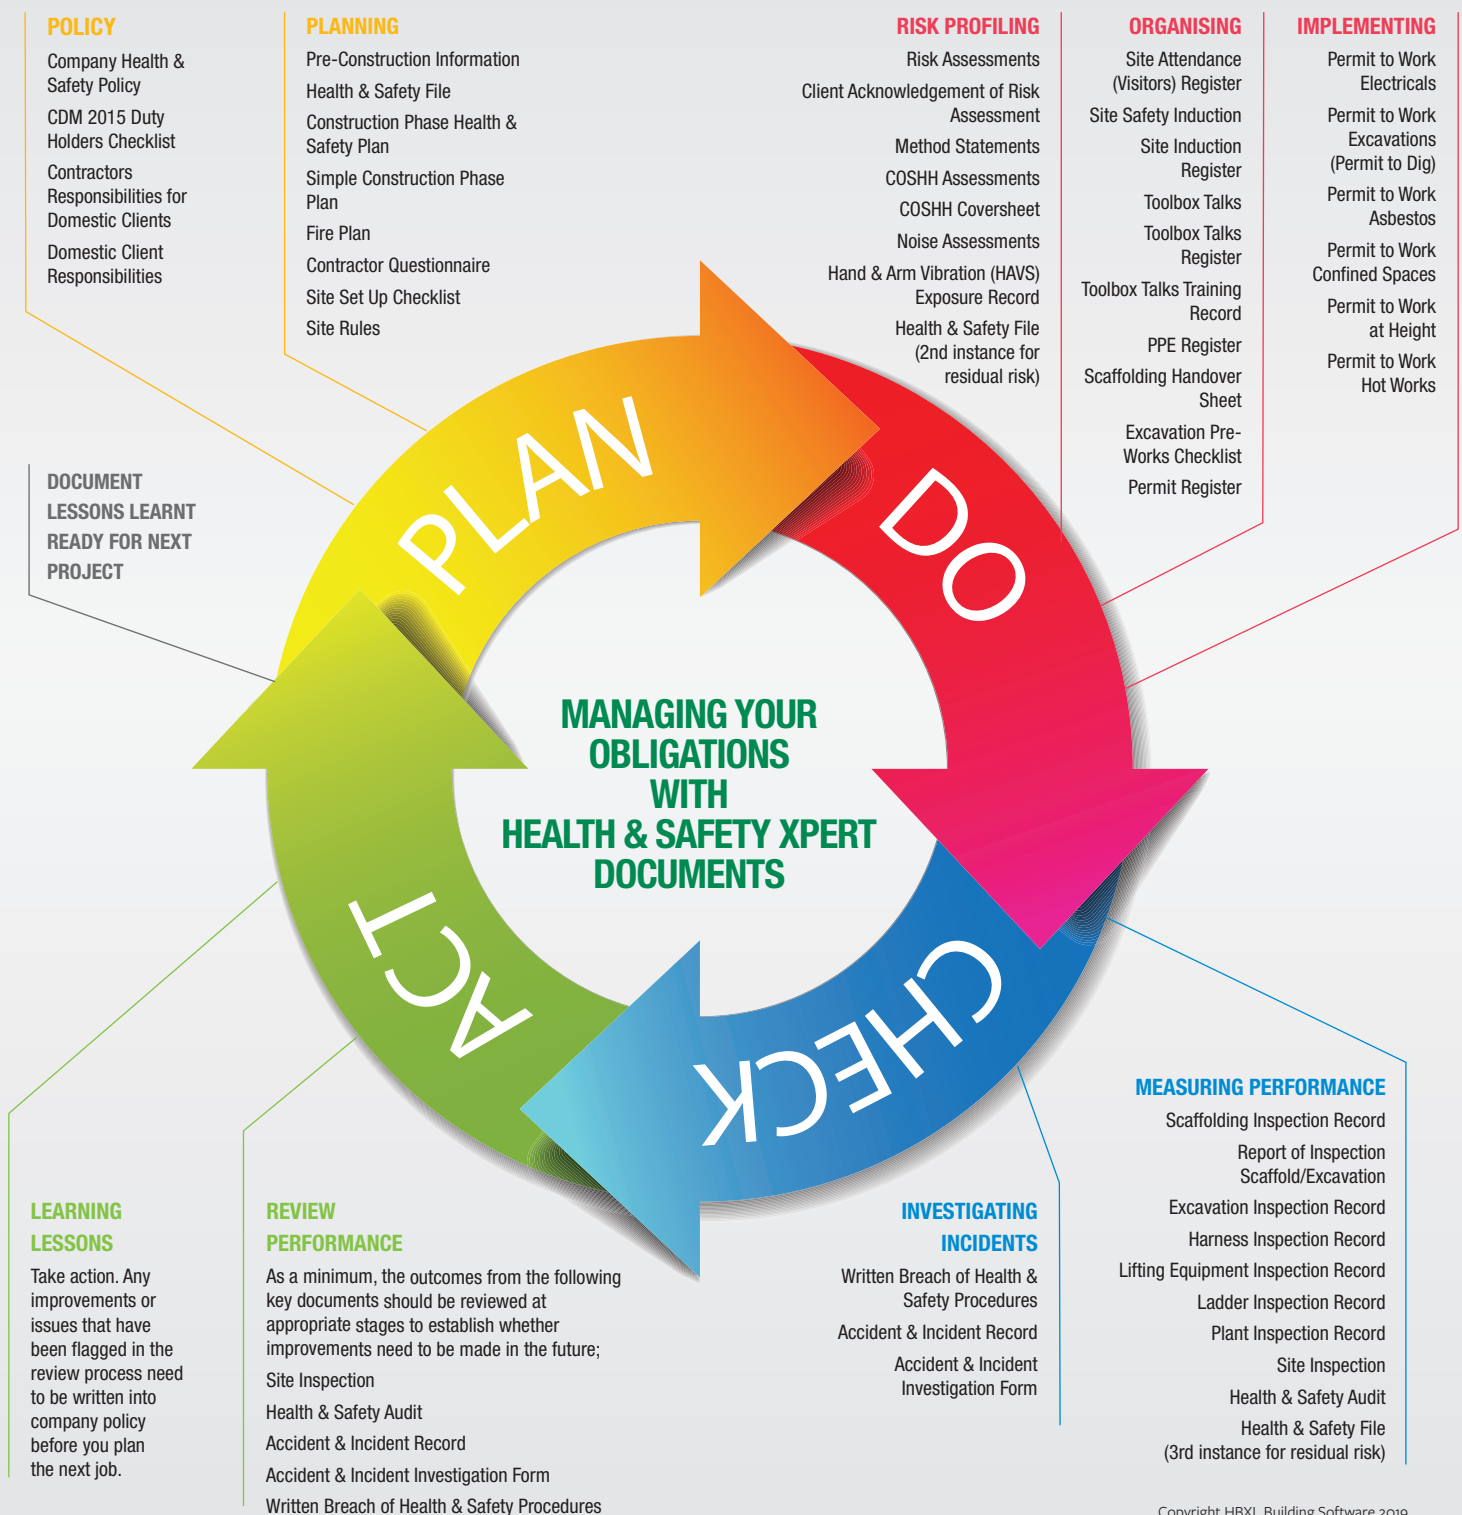 POLICY
Company Health &
Safety Policy
CDM 2015 Duty
Holders Checklist
Contractors
Responsibilities for
Domestic Clients
Domestic Client
Responsibilities
PLANNING
Pre-Construction Information
Health & Safety File
Construction Phase Health &
Safety Plan
Simple Construction Phase
Plan
Fire Plan
Contractor Questionnaire
Site Set Up Checklist
Site Rules
RISK PROFILING
Risk Assessments
Client Acknowledgement of Risk
Assessment
Method Statements
COSHH Assessments
COSHH Coversheet
Noise Assessments
Hand & Arm Vibration (HAVS)
Exposure Record
Health & Safety File
(2nd instance for
residual risk)
ORGANISING
Site Attendance
(Visitors) Register
Site Safety Induction
Site Induction
Register
Toolbox Talks
Toolbox Talks
Register
Toolbox Talks Training
Record
PPE Register
Scaffolding Handover
Sheet
Excavation Pre-
Works Checklist
Permit Register
IMPLEMENTING
Permit to Work
Electricals
Permit to Work
Excavations
(Permit to Dig)
Permit to Work
Asbestos
Permit to Work
Confined Spaces
Permit to Work
at Height
Permit to Work
Hot Works
DOCUMENT
LESSONS LEARNT
READY FOR NEXT
PROJECT
PLAN
DO
CHECK
ACT
MANAGING YOUR
OBLIGATIONS
WITH
HEALTH & SAFETY XPERT
DOCUMENTS
MEASURING PERFORMANCE
Scaffolding Inspection Record
Report of Inspection
Scaffold/Excavation
Excavation Inspection Record
Harness Inspection Record
Lifting Equipment Inspection Record
Ladder Inspection Record
Plant Inspection Record
Site Inspection
Health & Safety Audit
Health & Safety File
(3rd instance for residual risk)
INVESTIGATING
INCIDENTS
Written Breach of Health &
Safety Procedures
Accident & Incident Record
Accident & Incident
Investigation Form
REVIEW
PERFORMANCE
As a minimum, the outcomes from the following
key documents should be reviewed at
appropriate stages to establish whether
improvements need to be made in the future;
Site Inspection
Health & Safety Audit
Accident & Incident Record
Accident & Incident Investigation Form
Written Breach of Health & Safety Procedures
LEARNING
LESSONS
Take action. Any
improvements or
issues that have
been flagged in the
review process need
to be written into
company policy
before you plan
the next job.
Copyright HBXL Building Software 2019